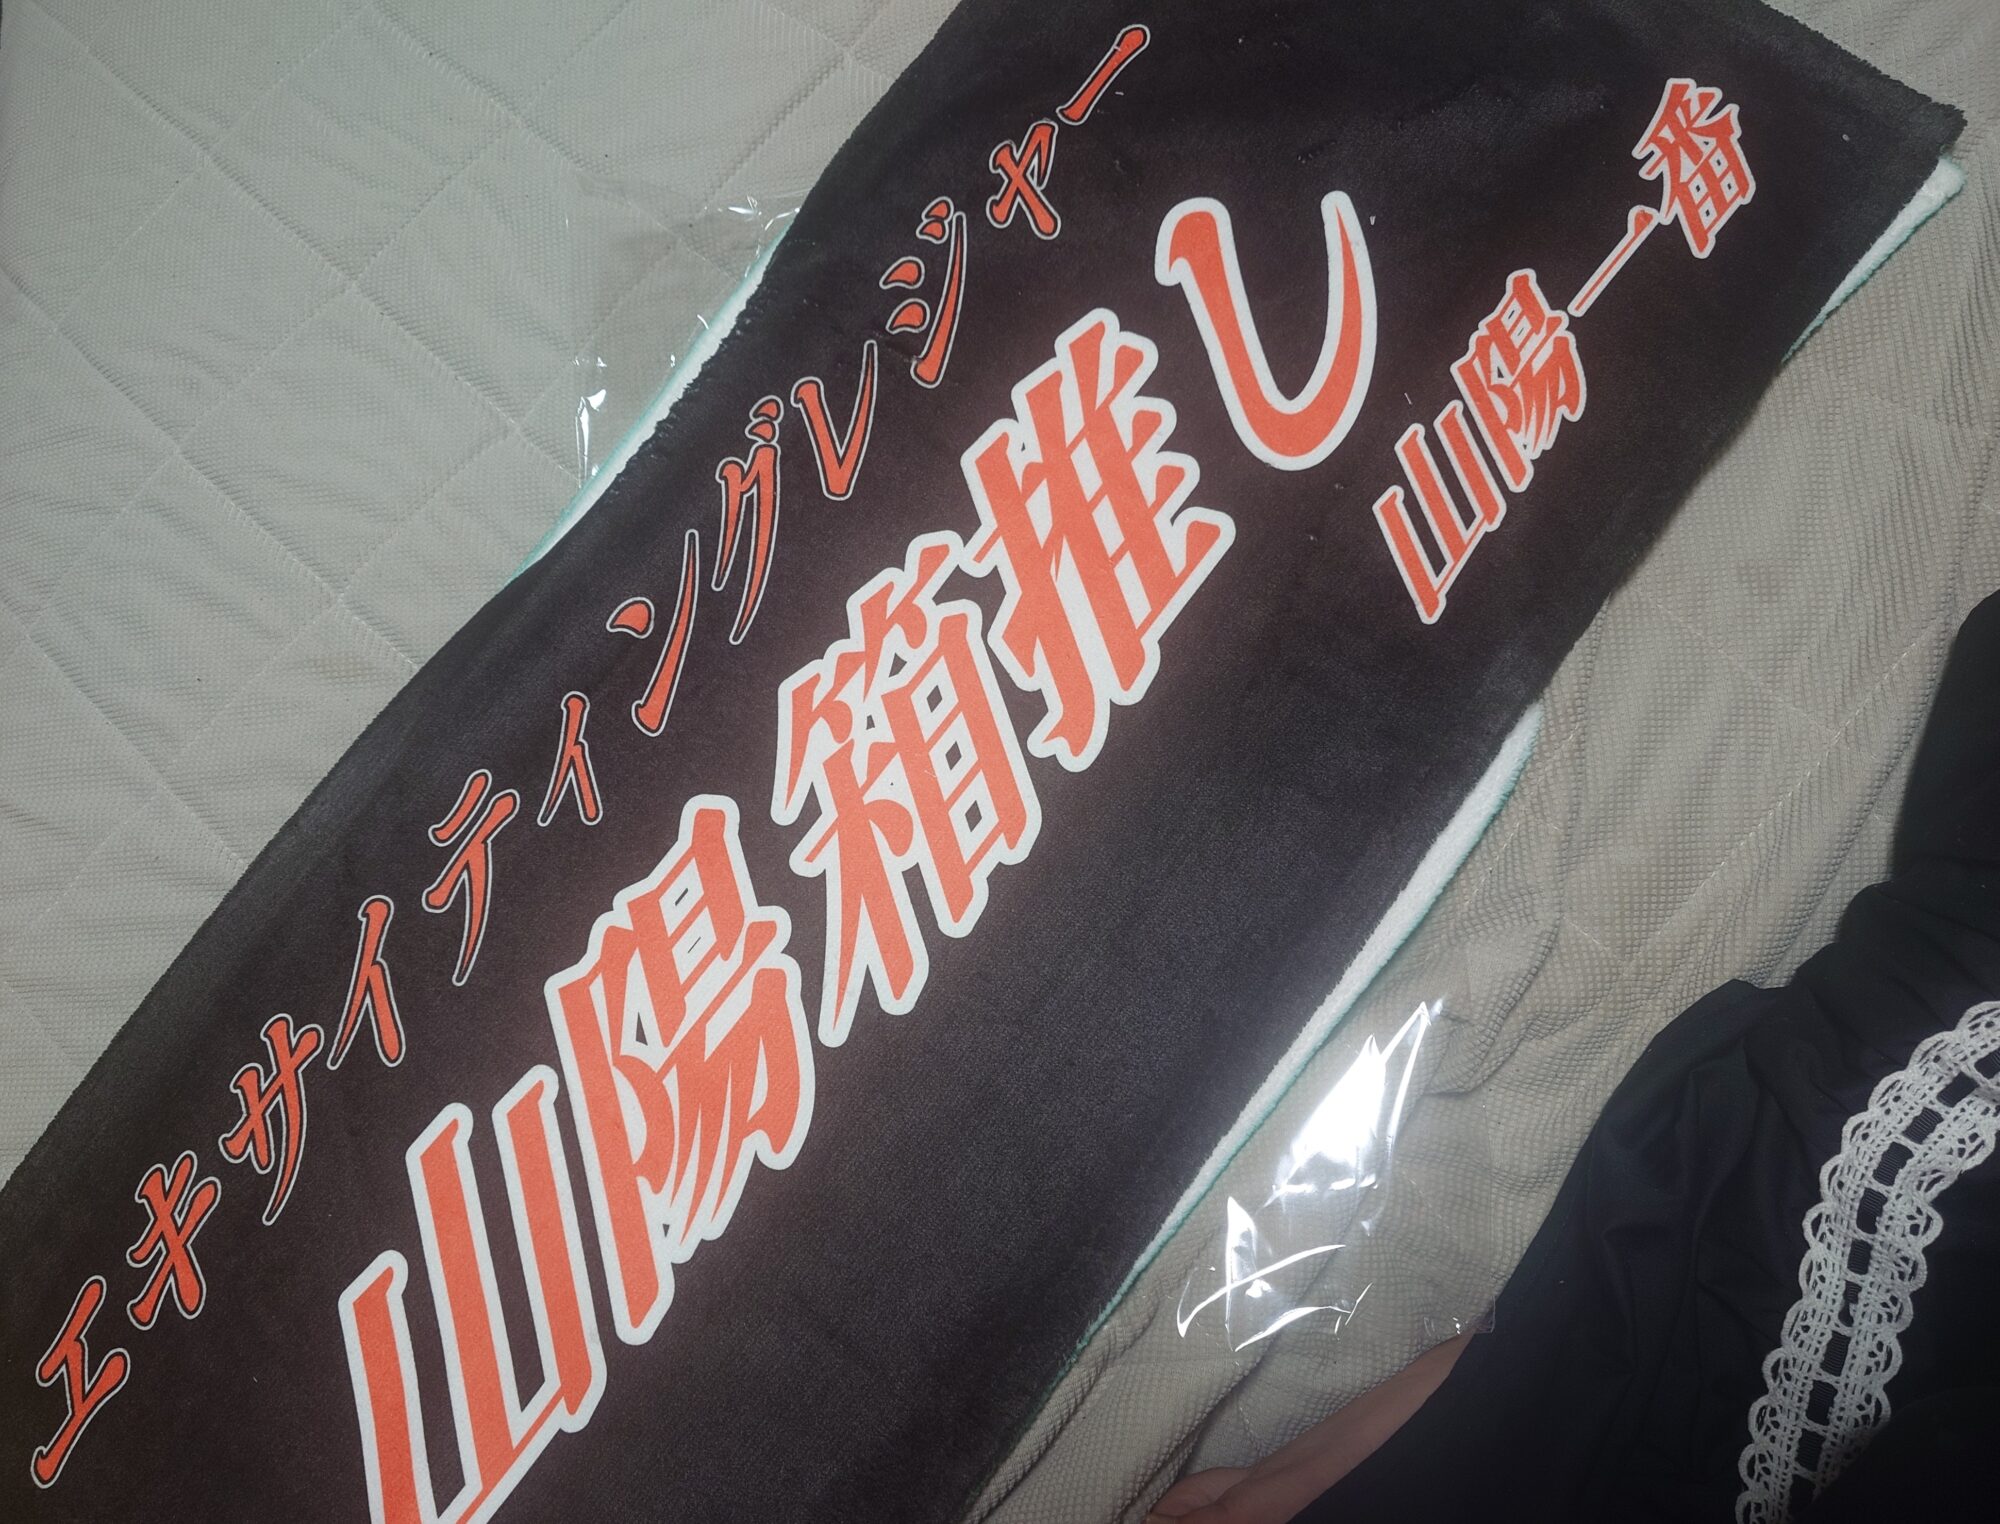 エキサイティングレジャー
山陽箱推し
山陽一番